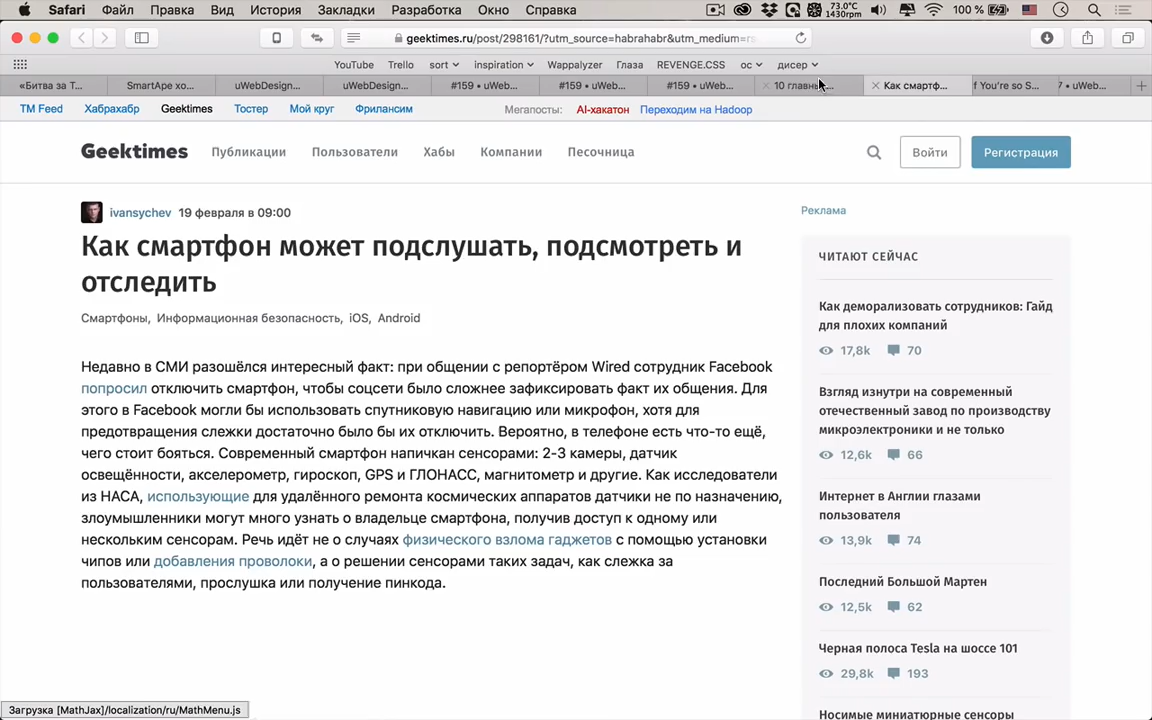 Safari Файл Правка Вид История Закладки Разработка Окно Справка 73.0°C 1430rpm 100 %
geektimes.ru/post/298161/?utm_source=habrahabr&utm_medium=r
YouTube Trello sort inspiration Wappalyzer Глаза REVENGE.CSS ос дисер
«Битва за Т... SmartApe хо... uWebDesign... uWebDesign... #159 • uWeb... #159 • uWeb... #159 • uWeb... 10 главн... Как смартф... f You're so S... 7 • uWeb...
TM Feed Хабрахабр Geektimes Тостер Мой круг Фрилансим Мегапосты: AI-хакатон Переходим на Hadoop
Geektimes Публикации Пользователи Хабы Компании Песочница Войти Регистрация
ivansychev 19 февраля в 09:00
Как смартфон может подслушать, подсмотреть и
отследить
Смартфоны, Информационная безопасность, iOS, Android
Недавно в СМИ разошёлся интересный факт: при общении с репортёром Wired сотрудник Facebook
попросил отключить смартфон, чтобы соцсети было сложнее зафиксировать факт их общения. Для
этого в Facebook могли бы использовать спутниковую навигацию или микрофон, хотя для
предотвращения слежки достаточно было бы их отключить. Вероятно, в телефоне есть что-то ещё,
чего стоит бояться. Современный смартфон напичкан сенсорами: 2-3 камеры, датчик
освещённости, акселерометр, гироскоп, GPS и ГЛОНАСС, магнитометр и другие. Как исследователи
из НАСА, использующие для удалённого ремонта космических аппаратов датчики не по назначению,
злоумышленники могут много узнать о владельце смартфона, получив доступ к одному или
нескольким сенсорам. Речь идёт не о случаях физического взлома гаджетов с помощью установки
чипов или добавления проволоки, а о решении сенсорами таких задач, как слежка за
пользователями, прослушка или получение пинкода.
Реклама
ЧИТАЮТ СЕЙЧАС
Как деморализовать сотрудников: Гайд
для плохих компаний
17,8k 70
Взгляд изнутри на современный
отечественный завод по производству
микроэлектроники и не только
12,6k 66
Интернет в Англии глазами
пользователя
13,9k 74
Последний Большой Мартен
12,5k 62
Черная полоса Tesla на шоссе 101
29,8k 193
Носимые миниатюрные сенсоры
Загрузка [MathJax]/localization/ru/MathMenu.js